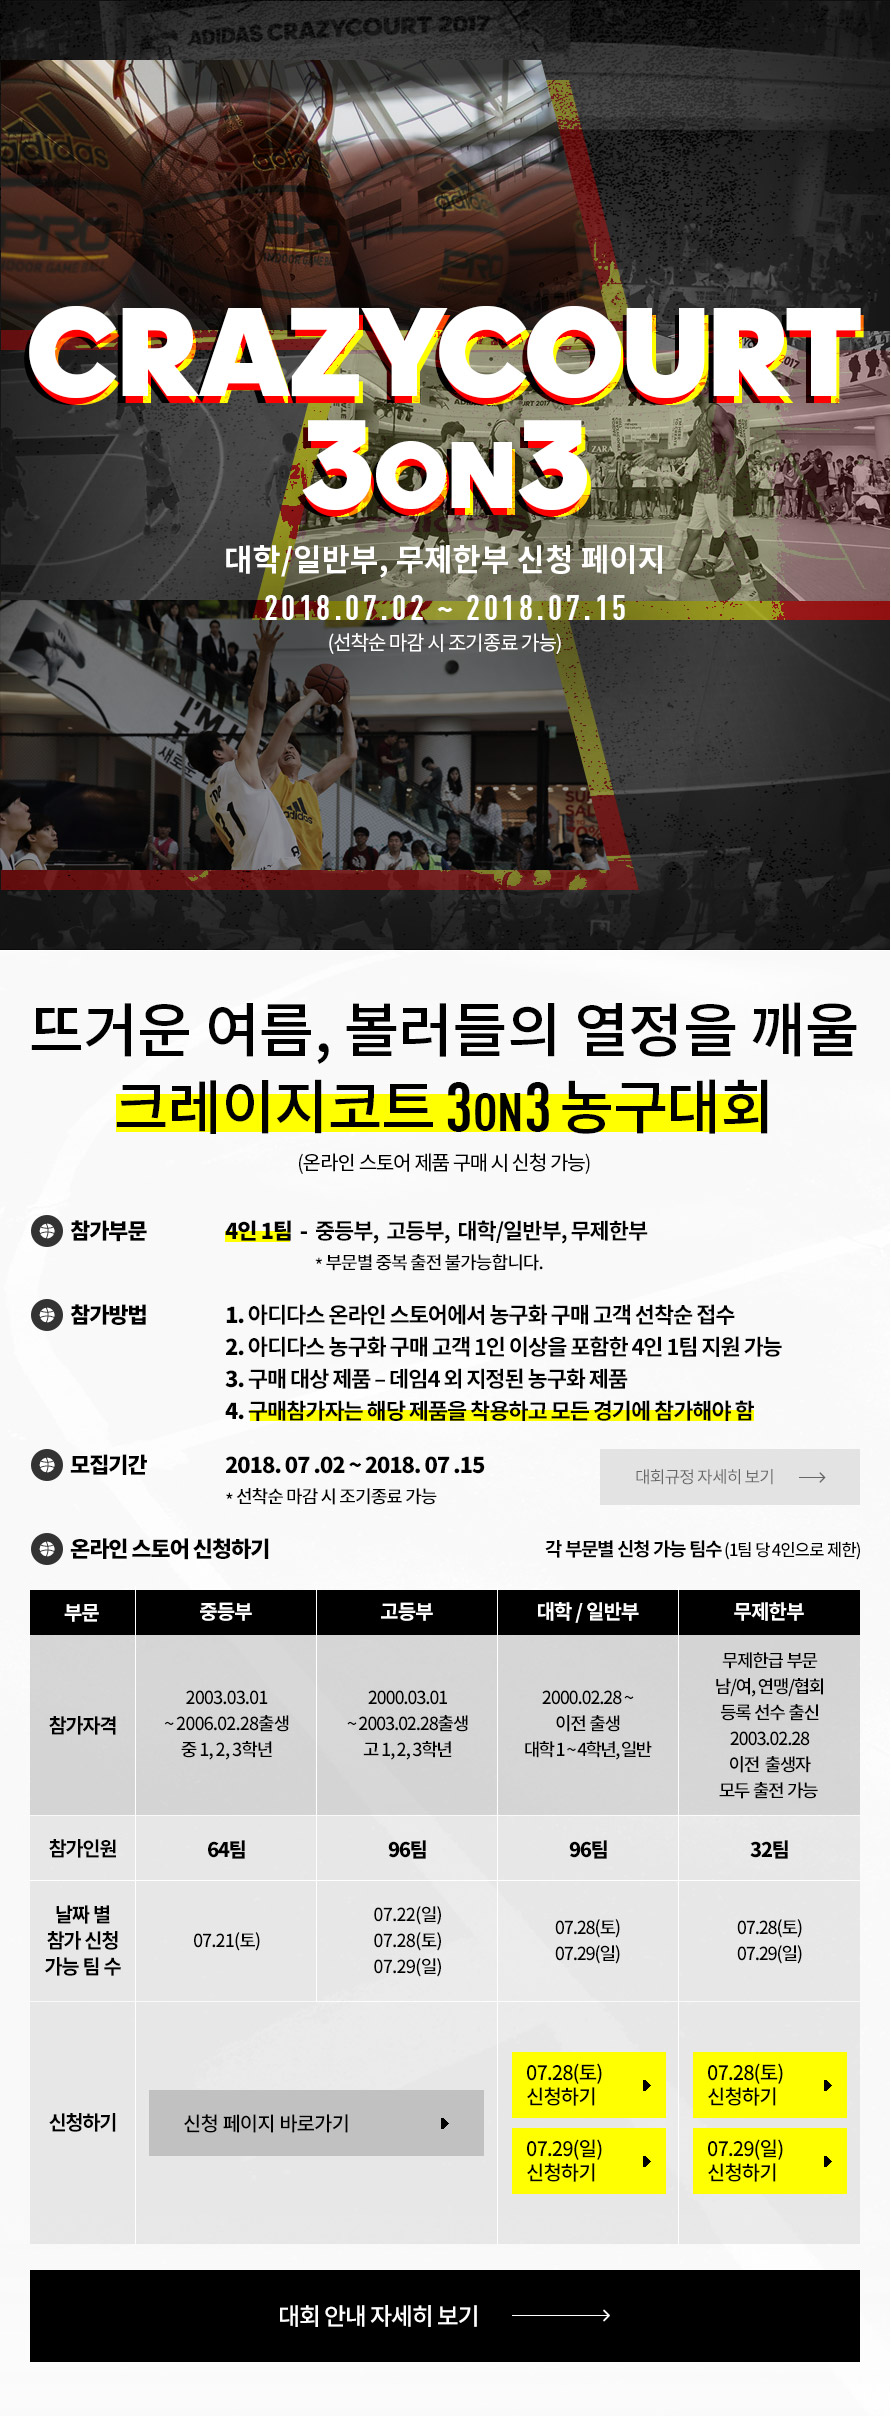 ADIDAS CRAZYCOURT 2017
adidas
adidas
adidas
PRO
PRO
PRO
INDOOR GAME BALL
CRAZYCOURT
3ON3
ZARA
대학/일반부, 무제한부 신청 페이지
2018.07.02 ~ 2018.07.15
(선착순 마감 시 조기종료 가능)
I'M
31
adidas
뜨거운 여름, 볼러들의 열정을 깨울
크레이지코트 3ON3 농구대회
(온라인 스토어 제품 구매 시 신청 가능)
참가부문
4인 1팀 - 중등부, 고등부, 대학/일반부, 무제한부
* 부문별 중복 출전 불가능합니다.
참가방법
1. 아디다스 온라인 스토어에서 농구화 구매 고객 선착순 접수
2. 아디다스 농구화 구매 고객 1인 이상을 포함한 4인 1팀 지원 가능
3. 구매 대상 제품 – 데임4 외 지정된 농구화 제품
4. 구매참가자는 해당 제품을 착용하고 모든 경기에 참가해야 함
모집기간
2018. 07 .02 ~ 2018. 07 .15
* 선착순 마감 시 조기종료 가능
대회규정 자세히 보기
온라인 스토어 신청하기
각 부문별 신청 가능 팀수 (1팀 당 4인으로 제한)
부문 중등부 고등부 대학 / 일반부 무제한부
참가자격
2003.03.01
~ 2006.02.28출생
중 1, 2, 3학년
2000.03.01
~ 2003.02.28출생
고 1, 2, 3학년
2000.02.28 ~
이전 출생
대학 1 ~ 4학년, 일반
무제한급 부문
남/여, 연맹/협회
등록 선수 출신
2003.02.28
이전 출생자
모두 출전 가능
참가인원 64팀 96팀 96팀 32팀
날짜 별
참가 신청
가능 팀 수
07.21(토)
07.22(일)
07.28(토)
07.29(일)
07.28(토)
07.29(일)
07.28(토)
07.29(일)
신청하기
신청 페이지 바로가기
07.28(토)
신청하기
07.29(일)
신청하기
07.28(토)
신청하기
07.29(일)
신청하기
대회 안내 자세히 보기